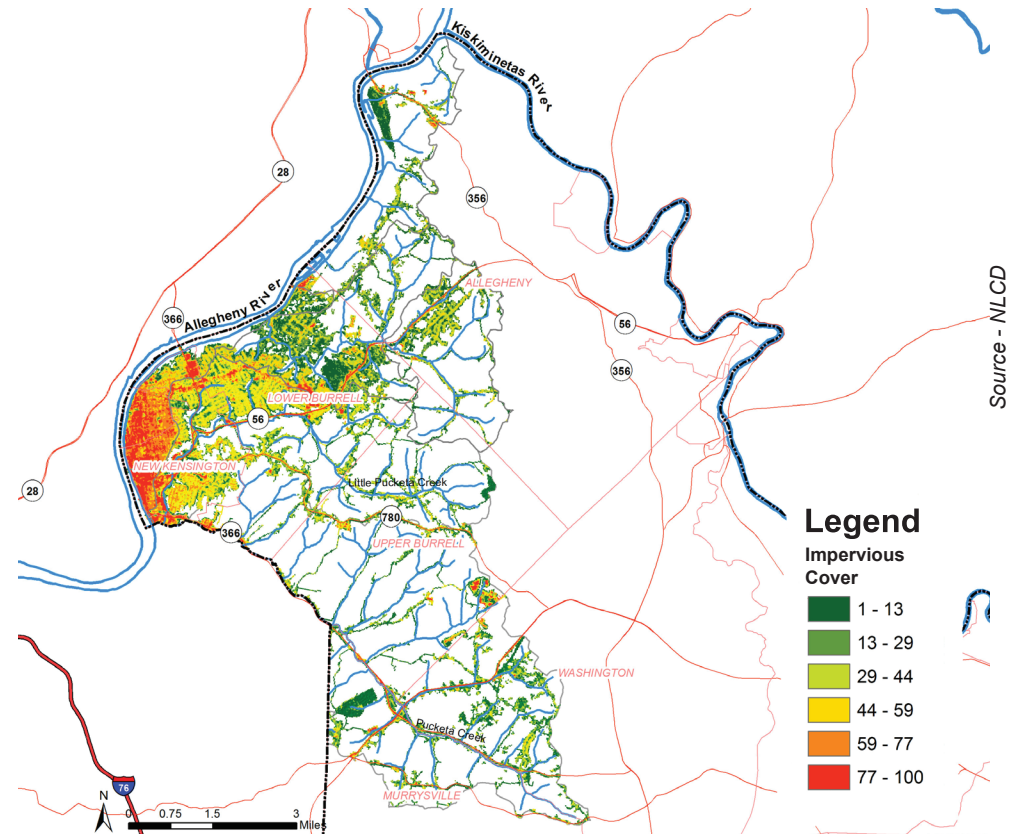 Kiskiminetas River
28
356
ALLEGHENY
Allegheny River
366
56
356
LOWER BURRELL
56
NEW KENSINGTON
Little Pucketa Creek
28
780
366
UPPER BURRELL
WASHINGTON
Pucketa Creek
MURRYSVILLE
76
N
0 0.75 1.5 3
Miles
Source - NLCD
Legend
Impervious
Cover
1 - 13
13 - 29
29 - 44
44 - 59
59 - 77
77 - 100